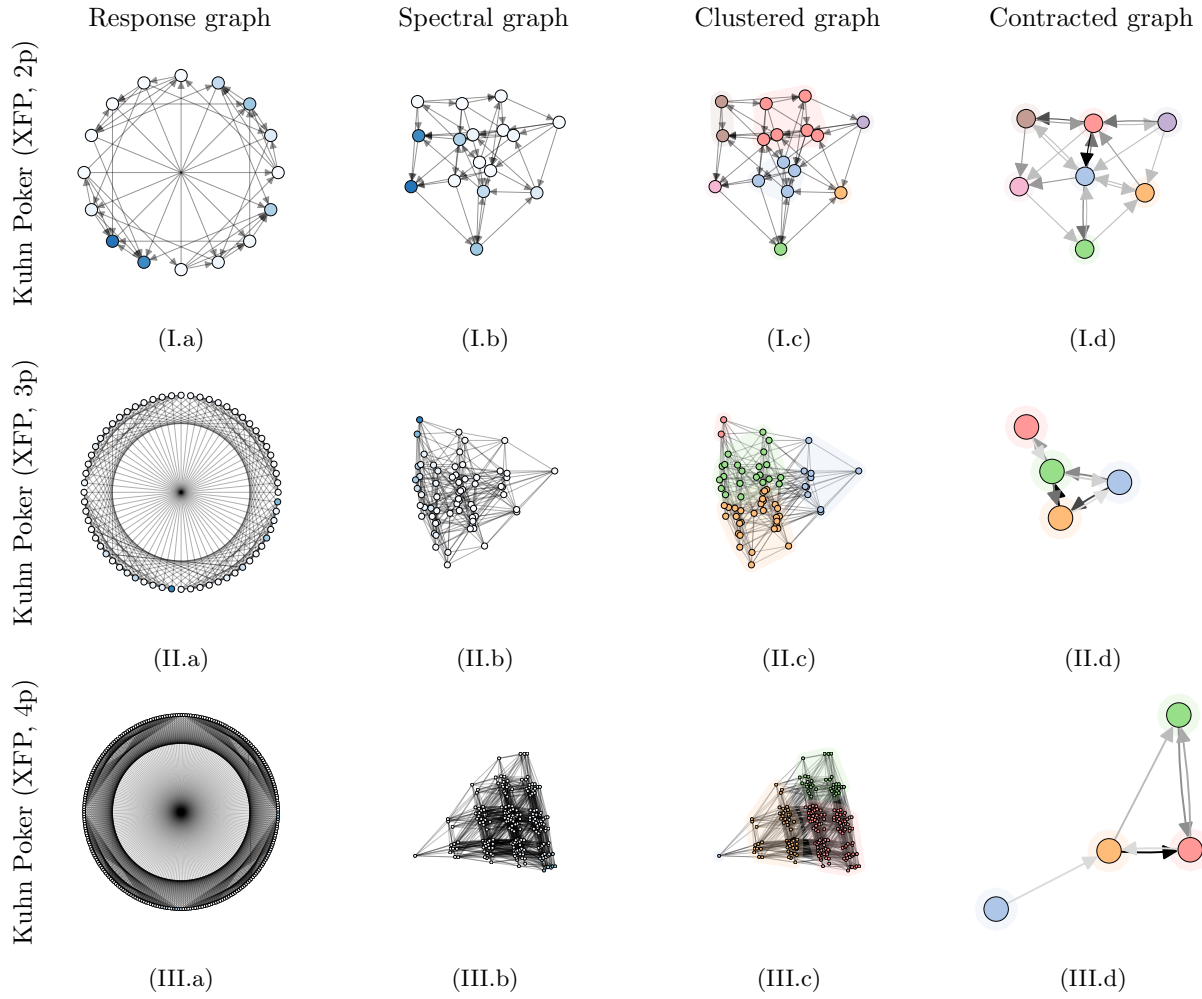 Response graph
Spectral graph
Clustered graph
Contracted graph
Kuhn Poker (XFP, 2p)
(I.a)
(I.b)
(I.c)
(I.d)
Kuhn Poker (XFP, 3p)
(II.a)
(II.b)
(II.c)
(II.d)
Kuhn Poker (XFP, 4p)
(III.a)
(III.b)
(III.c)
(III.d)